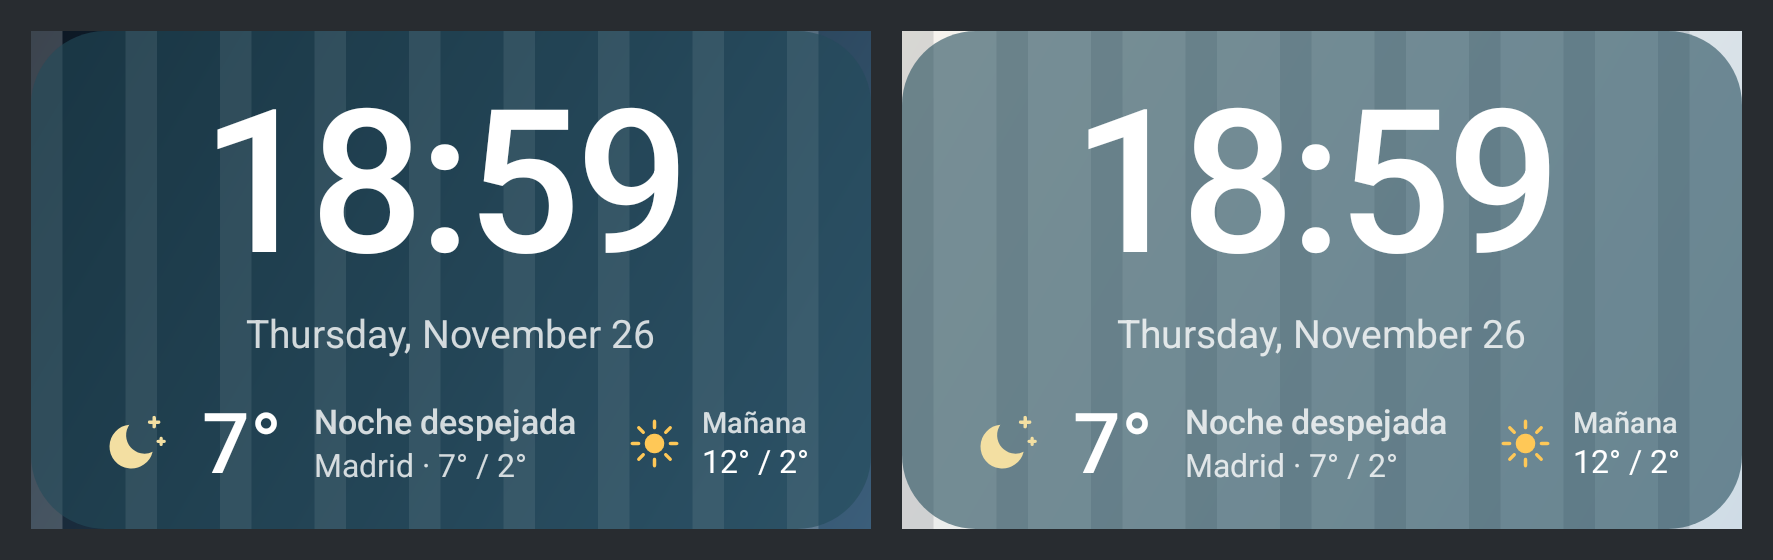 18:59
Thursday, November 26
7°
Noche despejada
Madrid · 7° / 2°
Mañana
12° / 2°
18:59
Thursday, November 26
7°
Noche despejada
Madrid · 7° / 2°
Mañana
12° / 2°